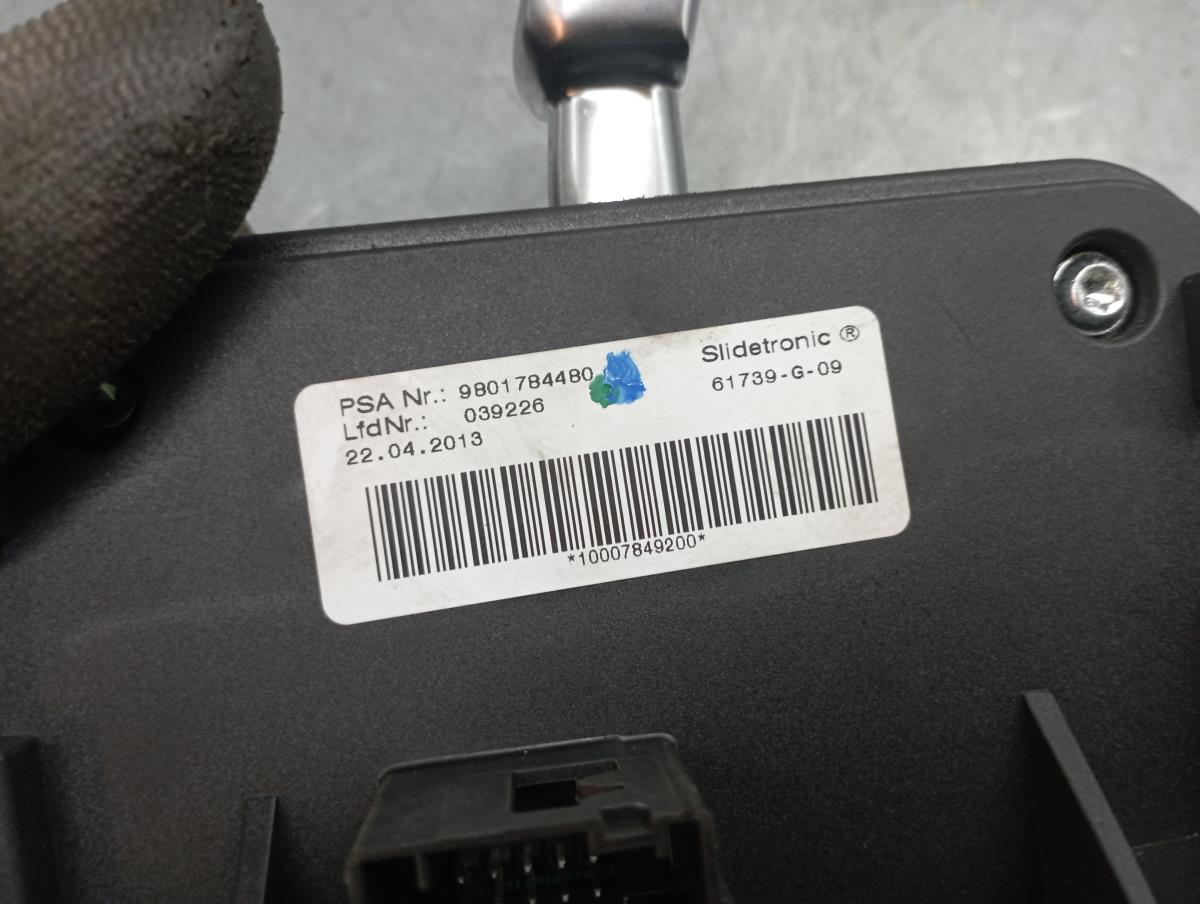 PSA Nr.: 9801784480
LfdNr.: 039226
22.04.2013
Slidetronic ®
61739-G-09
*10007849200*